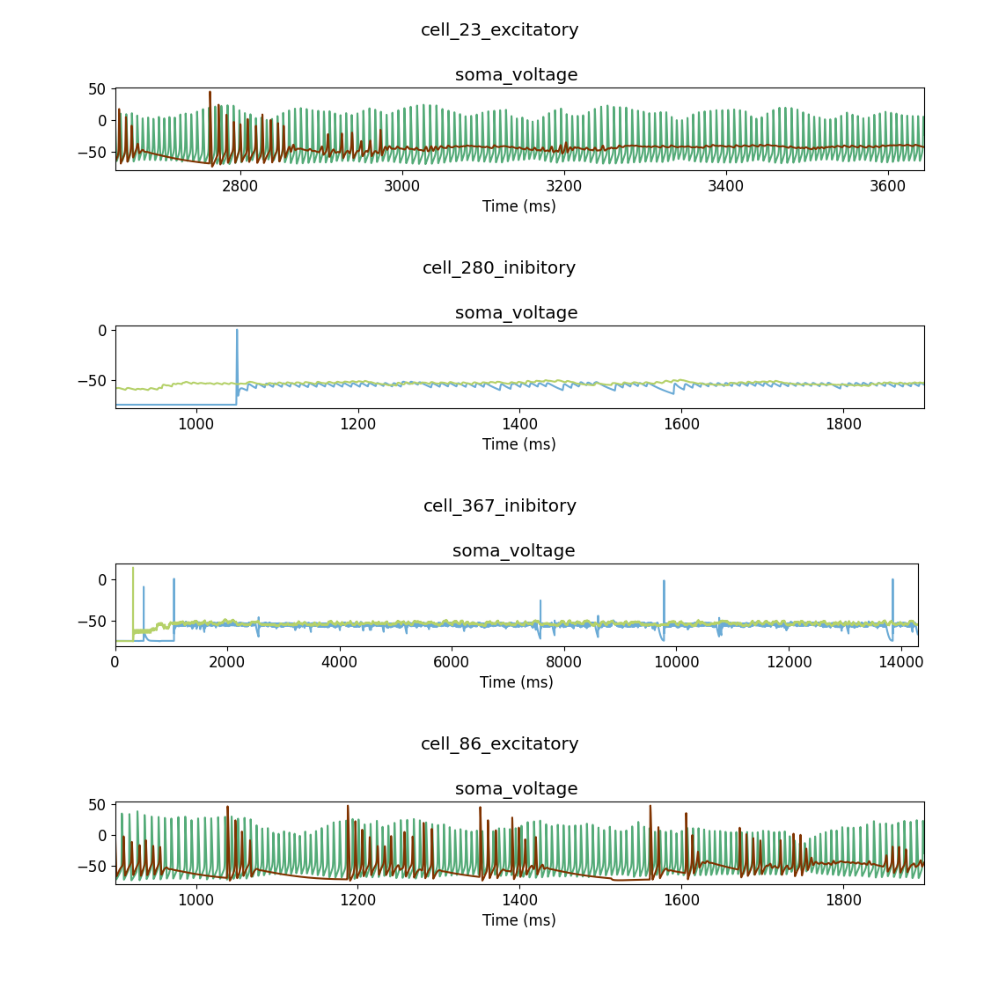 cell_23_excitatory
soma_voltage
50
0
−50
2800 3000 3200 3400 3600
Time (ms)
cell_280_inibitory
soma_voltage
0
−50
1000 1200 1400 1600 1800
Time (ms)
cell_367_inibitory
soma_voltage
0
−50
0 2000 4000 6000 8000 10000 12000 14000
Time (ms)
cell_86_excitatory
soma_voltage
50
0
−50
1000 1200 1400 1600 1800
Time (ms)